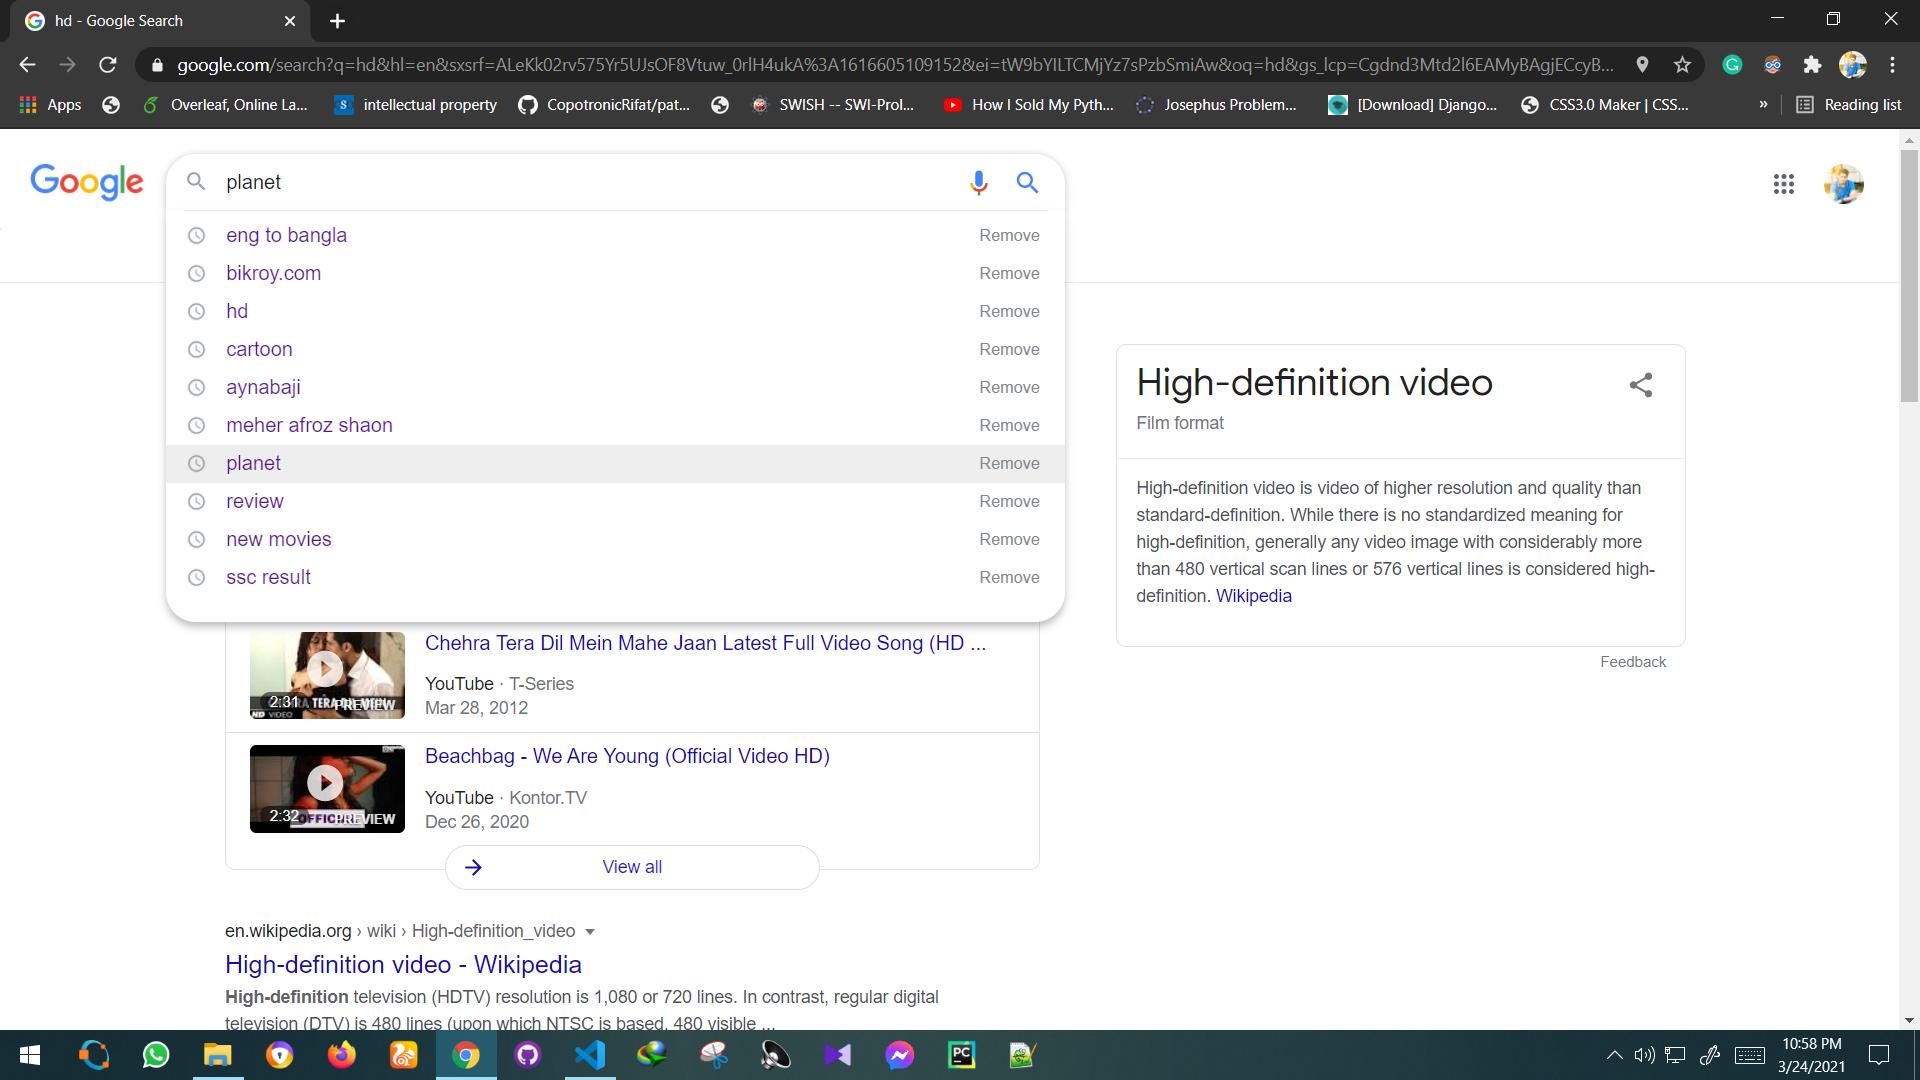 hd - Google Search
google.com/search?q=hd&hl=en&sxsrf=ALeKk02rv575Yr5UJsOF8Vtuw_0rlH4ukA%3A1616605109152&ei=tW9bYILTCMjYz7sPzbSmiAw&oq=hd&gs_lcp=Cgdnd3Mtd2l6EAMyBAgjECcyB...
Apps Overleaf, Online La... intellectual property CopotronicRifat/pat... SWISH -- SWI-Prol... How I Sold My Pyth... Josephus Problem... [Download] Django... CSS3.0 Maker | CSS... » Reading list
Google planet
eng to bangla Remove
bikroy.com Remove
hd Remove
cartoon Remove
aynabaji Remove
meher afroz shaon Remove
planet Remove
review Remove
new movies Remove
ssc result Remove
High-definition video
Film format
High-definition video is video of higher resolution and quality than
standard-definition. While there is no standardized meaning for
high-definition, generally any video image with considerably more
than 480 vertical scan lines or 576 vertical lines is considered high-
definition. Wikipedia
Feedback
Chehra Tera Dil Mein Mahe Jaan Latest Full Video Song (HD ...
YouTube · T-Series
Mar 28, 2012
2:31 PREVIEW
HD VIDEO
Beachbag - We Are Young (Official Video HD)
YouTube · Kontor.TV
Dec 26, 2020
2:32 PREVIEW
View all
en.wikipedia.org › wiki › High-definition_video
High-definition video - Wikipedia
High-definition television (HDTV) resolution is 1,080 or 720 lines. In contrast, regular digital
television (DTV) is 480 lines (upon which NTSC is based, 480 visible ...
10:58 PM
3/24/2021